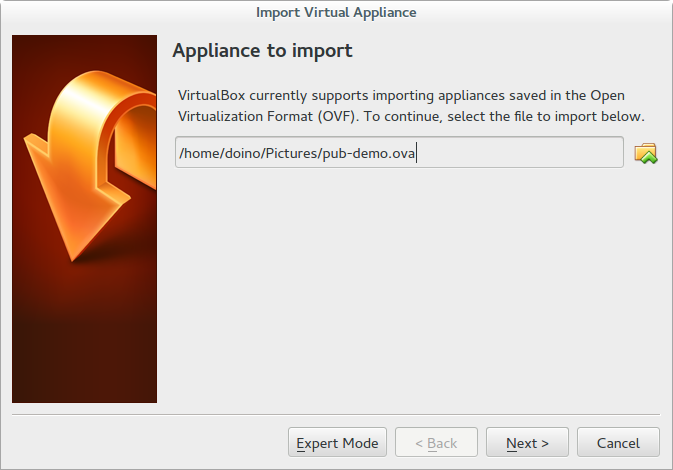 Import Virtual Appliance
Appliance to import
VirtualBox currently supports importing appliances saved in the Open
Virtualization Format (OVF). To continue, select the file to import below.
/home/doino/Pictures/pub-demo.ova
Expert Mode
< Back
Next >
Cancel